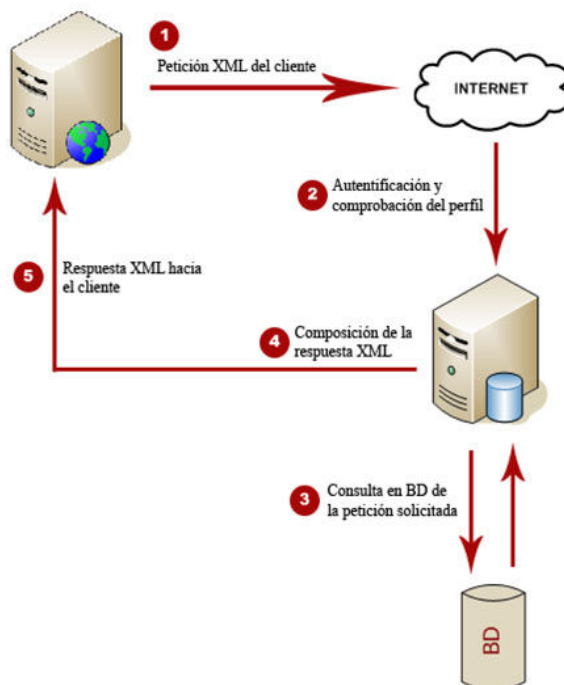 1
Petición XML del cliente
INTERNET
2
Autentificación y
comprobación del perfil
5
Respuesta XML hacia
el cliente
4
Composición de la
respuesta XML
3
Consulta en BD de
la petición solicitada
BD